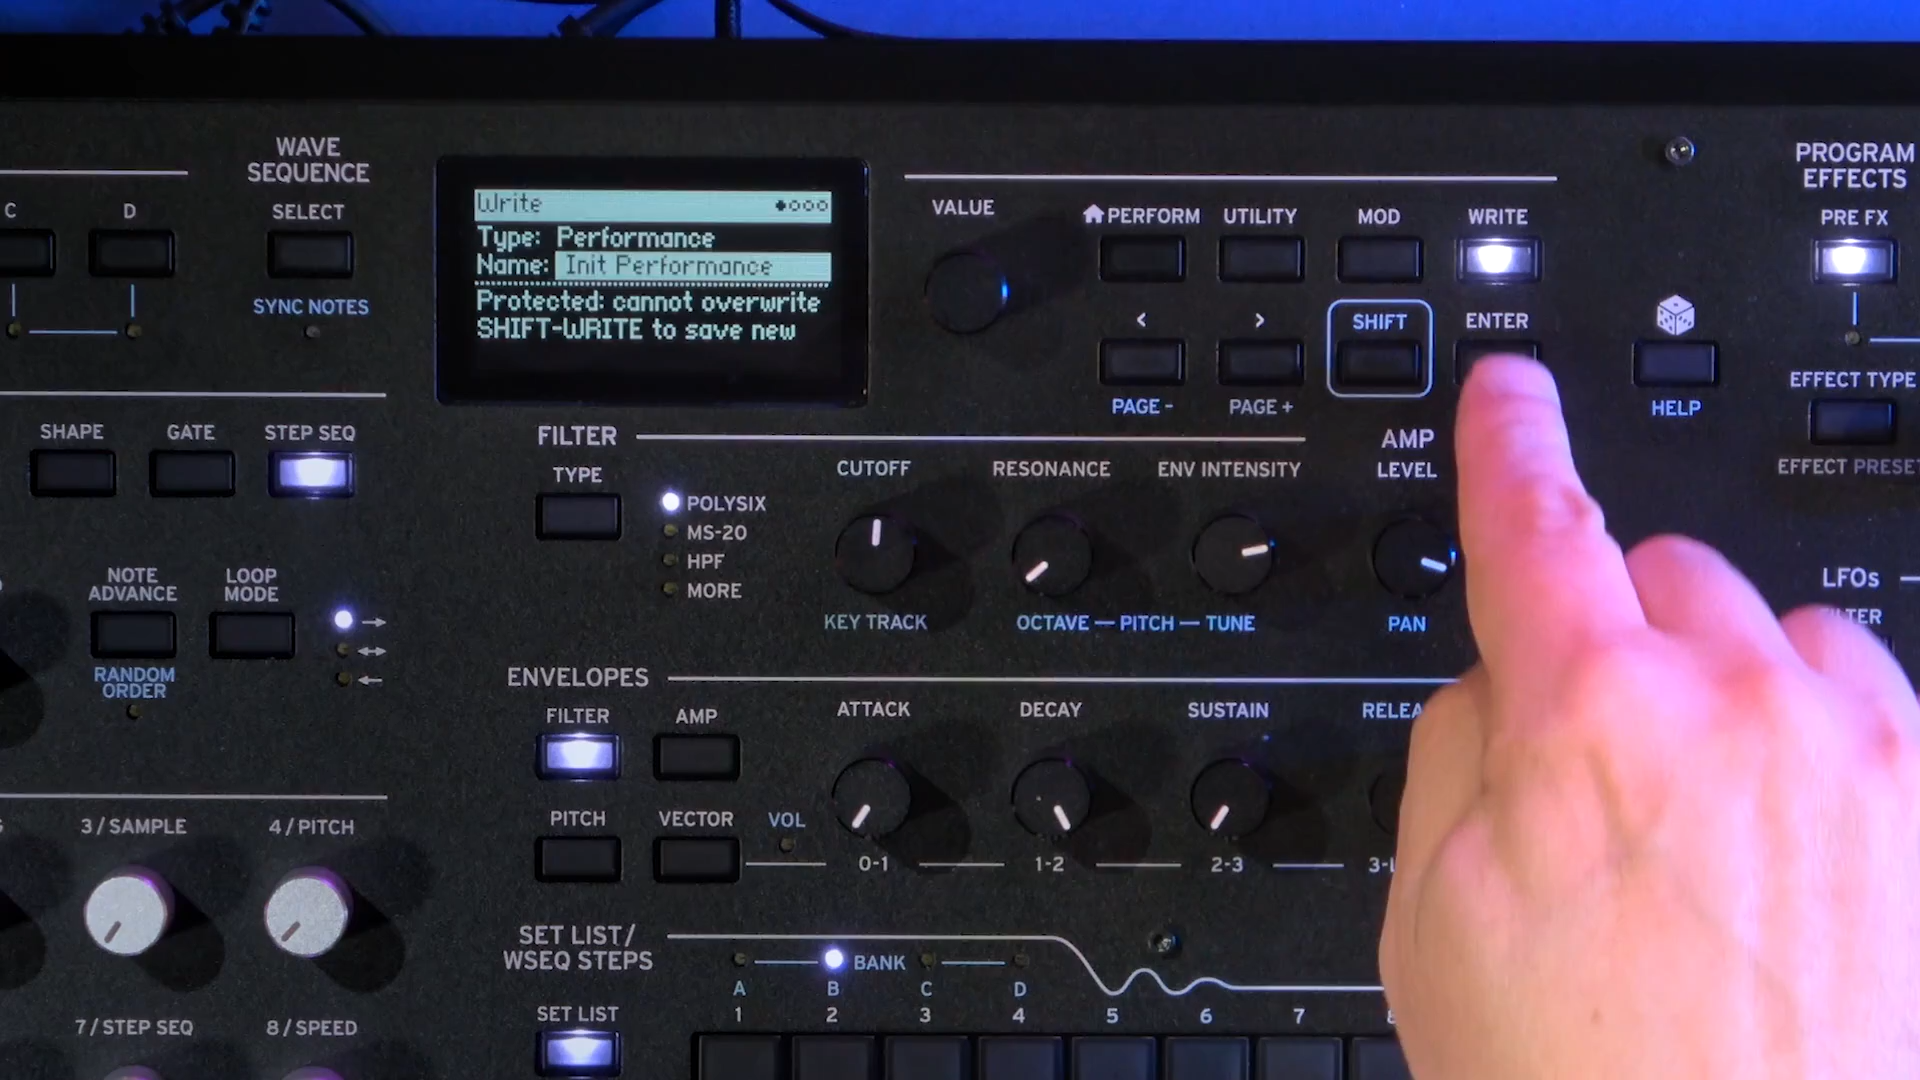 WAVE
SEQUENCE
SELECT
SYNC NOTES
C
D
Write
Type: Performance
Name: Init Performance
Protected: cannot overwrite
SHIFT-WRITE to save new
VALUE
PERFORM
UTILITY
MOD
WRITE
<
>
SHIFT
ENTER
PAGE -
PAGE +
HELP
PROGRAM
EFFECTS
PRE FX
EFFECT TYPE
EFFECT PRESET
SHAPE
GATE
STEP SEQ
FILTER
TYPE
POLYSIX
MS-20
HPF
MORE
CUTOFF
RESONANCE
ENV INTENSITY
AMP
LEVEL
KEY TRACK
OCTAVE — PITCH — TUNE
PAN
NOTE
ADVANCE
LOOP
MODE
RANDOM
ORDER
LFOs
ENVELOPES
FILTER
AMP
PITCH
VECTOR
VOL
ATTACK
DECAY
SUSTAIN
RELEA
0-1
1-2
2-3
3/SAMPLE
4/PITCH
7/STEP SEQ
8/SPEED
SET LIST/
WSEQ STEPS
BANK
A
B
C
D
SET LIST
1
2
3
4
5
6
7